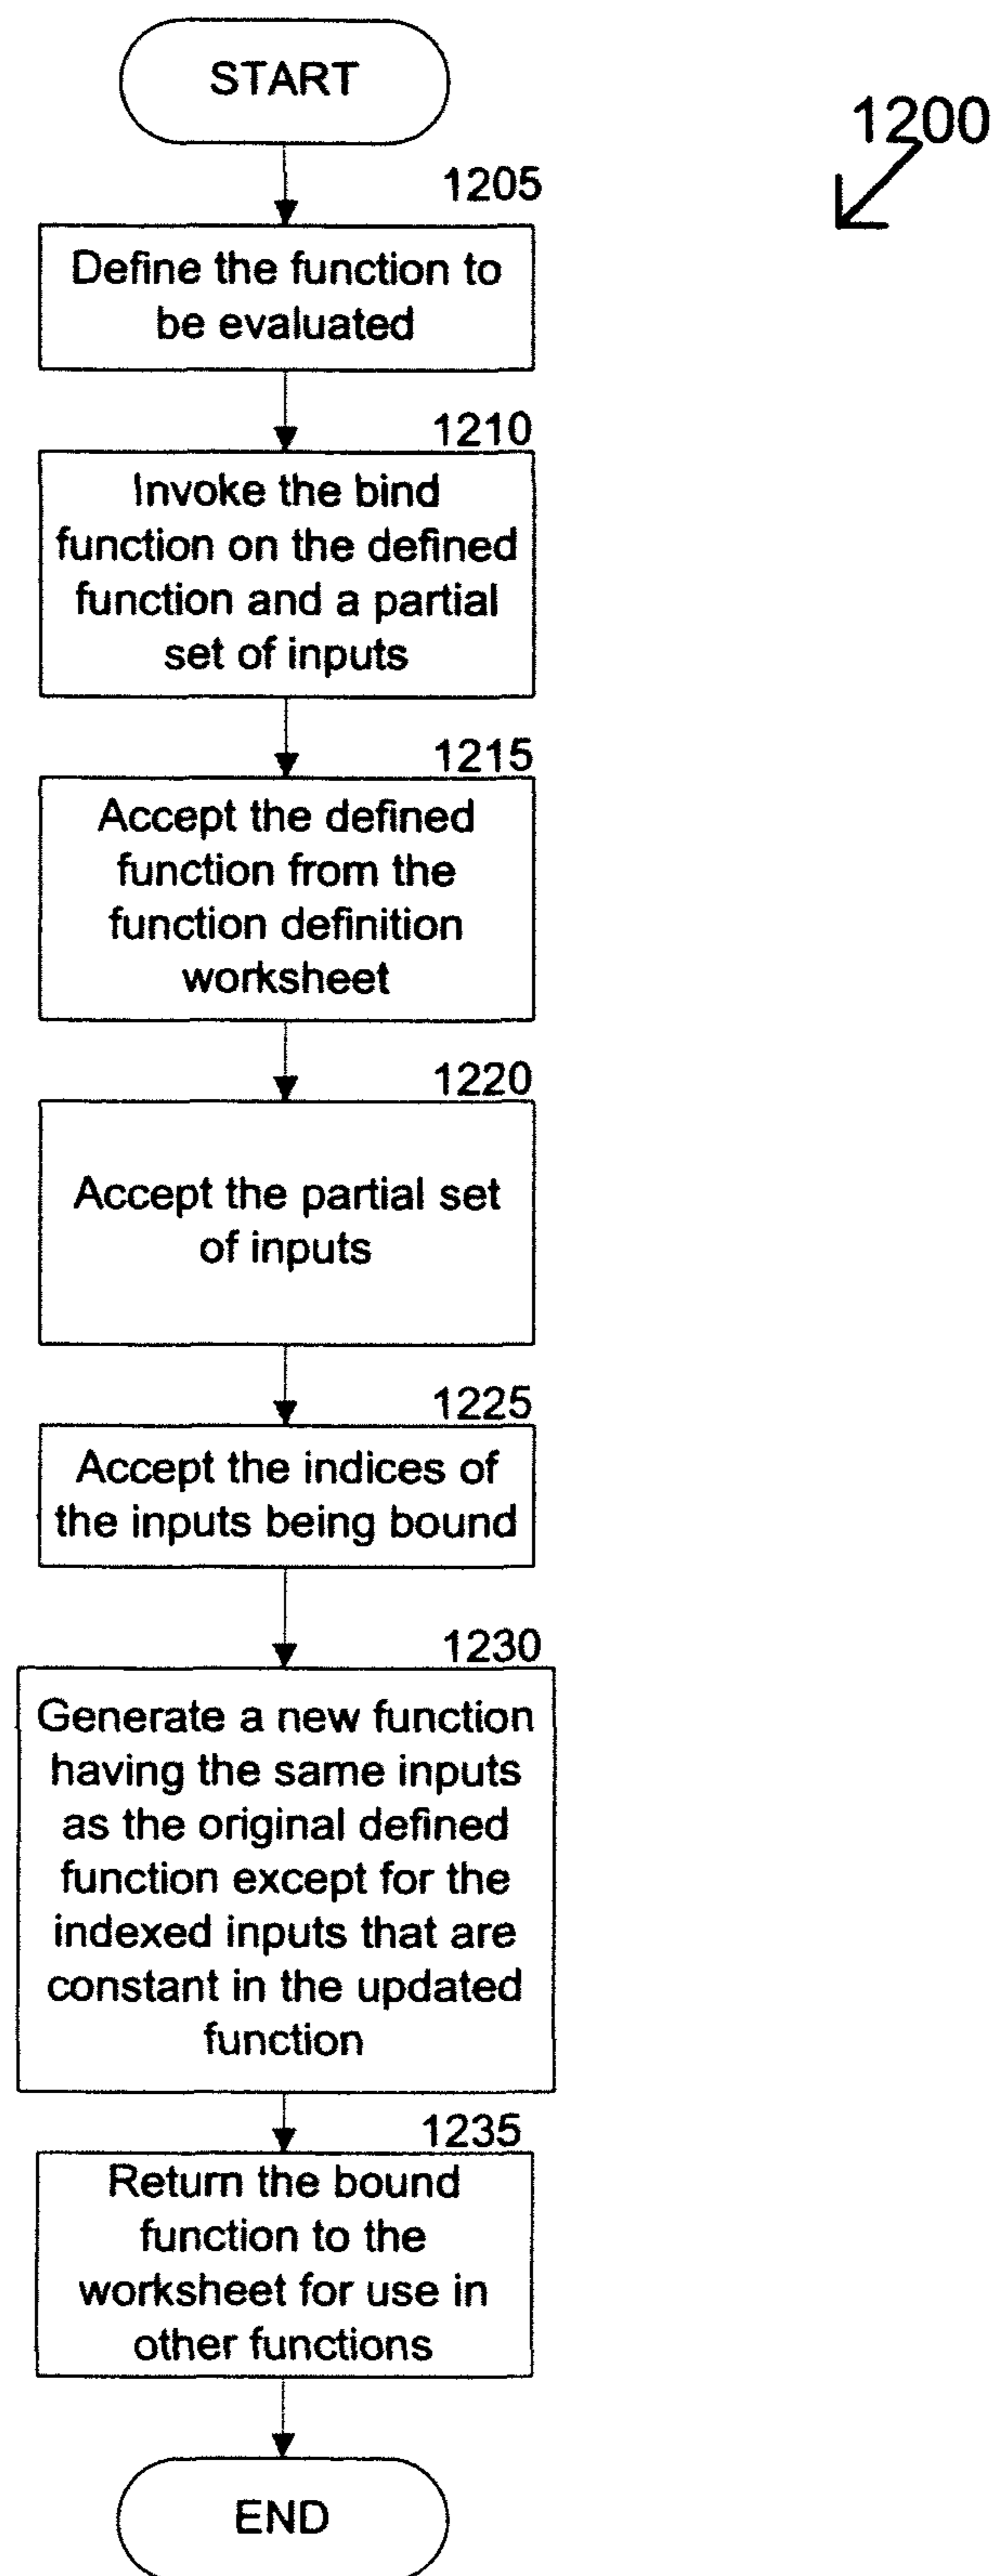 START
1200
1205
Define the function to
be evaluated
1210
Invoke the bind
function on the defined
function and a partial
set of inputs
1215
Accept the defined
function from the
function definition
worksheet
1220
Accept the partial set
of inputs
1225
Accept the indices of
the inputs being bound
1230
Generate a new function
having the same inputs
as the original defined
function except for the
indexed inputs that are
constant in the updated
function
1235
Return the bound
function to the
worksheet for use in
other functions
END